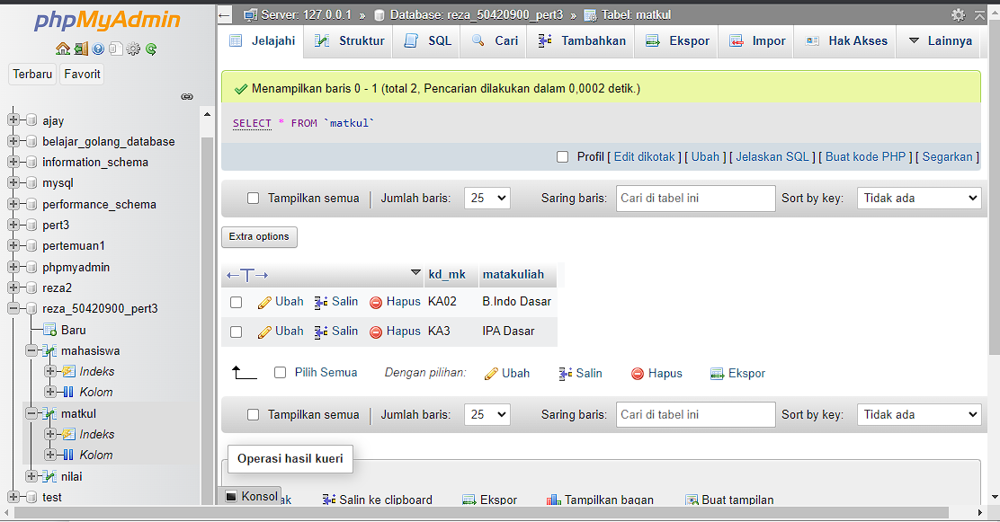 phpMyAdmin
Terbaru Favorit
ajay
belajar_golang_database
information_schema
mysql
performance_schema
pert3
pertemuan1
phpmyadmin
reza2
reza_50420900_pert3
Baru
mahasiswa
Indeks
Kolom
matkul
Indeks
Kolom
nilai
test
Server: 127.0.0.1 » Database: reza_50420900_pert3 » Tabel: matkul
Jelajahi Struktur SQL Cari Tambahkan Ekspor Impor Hak Akses Lainnya
Menampilkan baris 0 - 1 (total 2, Pencarian dilakukan dalam 0,0002 detik.)
SELECT * FROM `matkul`
Profil [ Edit dikotak ] [ Ubah ] [ Jelaskan SQL ] [ Buat kode PHP ] [ Segarkan ]
Tampilkan semua | Jumlah baris: 25 Saring baris: Cari di tabel ini Sort by key: Tidak ada
Extra options
←T→ kd_mk matakuliah
Ubah Salin Hapus KA02 B.Indo Dasar
Ubah Salin Hapus KA3 IPA Dasar
Pilih Semua Dengan pilihan: Ubah Salin Hapus Ekspor
Tampilkan semua | Jumlah baris: 25 Saring baris: Cari di tabel ini Sort by key: Tidak ada
Operasi hasil kueri
Konsol Salin ke clipboard Ekspor Tampilkan bagan Buat tampilan